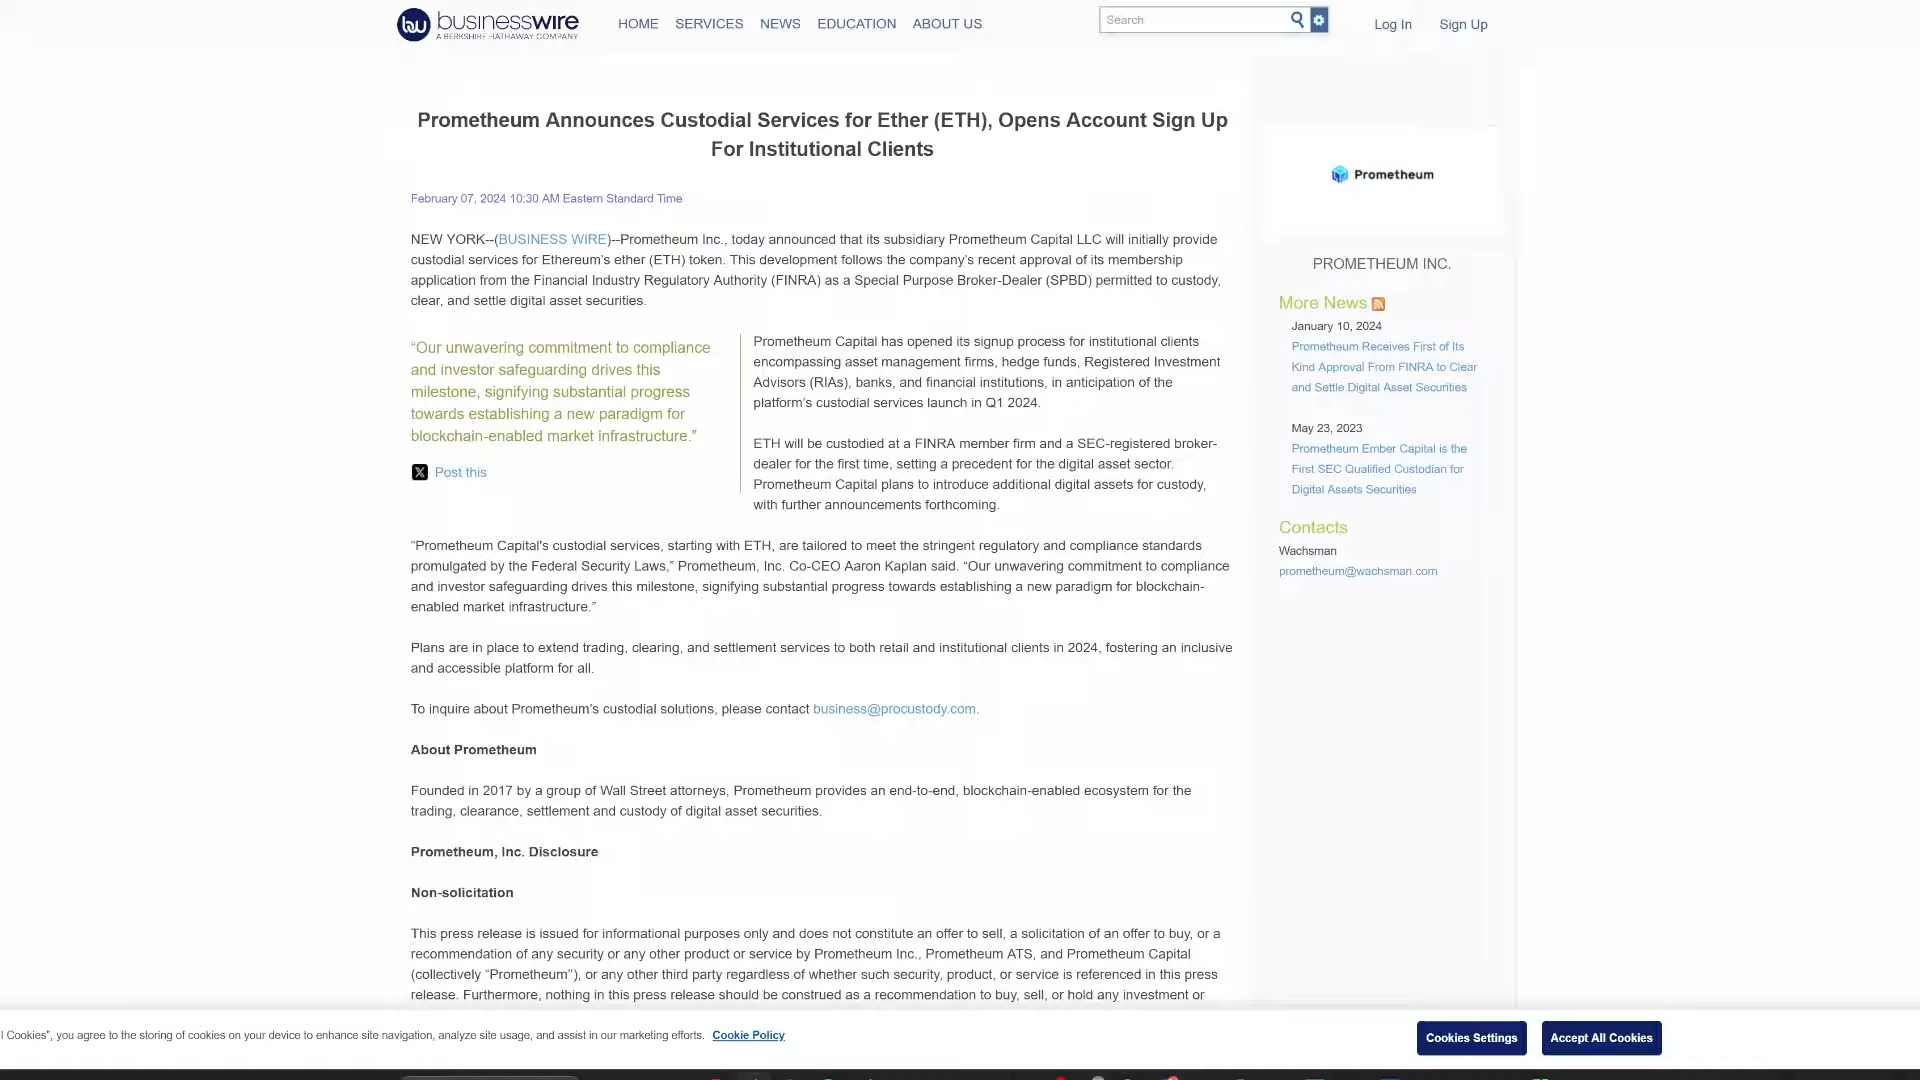 businesswire
A BERKSHIRE HATHAWAY COMPANY
HOME SERVICES NEWS EDUCATION ABOUT US
Search
Log In Sign Up
Prometheum Announces Custodial Services for Ether (ETH), Opens Account Sign Up
For Institutional Clients
February 07, 2024 10:30 AM Eastern Standard Time
NEW YORK--(BUSINESS WIRE)--Prometheum Inc., today announced that its subsidiary Prometheum Capital LLC will initially provide
custodial services for Ethereum's ether (ETH) token. This development follows the company's recent approval of its membership
application from the Financial Industry Regulatory Authority (FINRA) as a Special Purpose Broker-Dealer (SPBD) permitted to custody,
clear, and settle digital asset securities.
“Our unwavering commitment to compliance
and investor safeguarding drives this
milestone, signifying substantial progress
towards establishing a new paradigm for
blockchain-enabled market infrastructure.”
Post this
Prometheum Capital has opened its signup process for institutional clients
encompassing asset management firms, hedge funds, Registered Investment
Advisors (RIAs), banks, and financial institutions, in anticipation of the
platform's custodial services launch in Q1 2024.
ETH will be custodied at a FINRA member firm and a SEC-registered broker-
dealer for the first time, setting a precedent for the digital asset sector.
Prometheum Capital plans to introduce additional digital assets for custody,
with further announcements forthcoming.
“Prometheum Capital's custodial services, starting with ETH, are tailored to meet the stringent regulatory and compliance standards
promulgated by the Federal Security Laws,” Prometheum, Inc. Co-CEO Aaron Kaplan said. “Our unwavering commitment to compliance
and investor safeguarding drives this milestone, signifying substantial progress towards establishing a new paradigm for blockchain-
enabled market infrastructure.”
Plans are in place to extend trading, clearing, and settlement services to both retail and institutional clients in 2024, fostering an inclusive
and accessible platform for all.
To inquire about Prometheum's custodial solutions, please contact business@procustody.com.
About Prometheum
Founded in 2017 by a group of Wall Street attorneys, Prometheum provides an end-to-end, blockchain-enabled ecosystem for the
trading, clearance, settlement and custody of digital asset securities.
Prometheum, Inc. Disclosure
Non-solicitation
This press release is issued for informational purposes only and does not constitute an offer to sell, a solicitation of an offer to buy, or a
recommendation of any security or any other product or service by Prometheum Inc., Prometheum ATS, and Prometheum Capital
(collectively “Prometheum”), or any other third party regardless of whether such security, product, or service is referenced in this press
release. Furthermore, nothing in this press release should be construed as a recommendation to buy, sell, or hold any investment or
Prometheum
PROMETHEUM INC.
More News
January 10, 2024
Prometheum Receives First of Its
Kind Approval From FINRA to Clear
and Settle Digital Asset Securities
May 23, 2023
Prometheum Ember Capital is the
First SEC Qualified Custodian for
Digital Assets Securities
Contacts
Wachsman
prometheum@wachsman.com
l Cookies”, you agree to the storing of cookies on your device to enhance site navigation, analyze site usage, and assist in our marketing efforts. Cookie Policy
Cookies Settings
Accept All Cookies